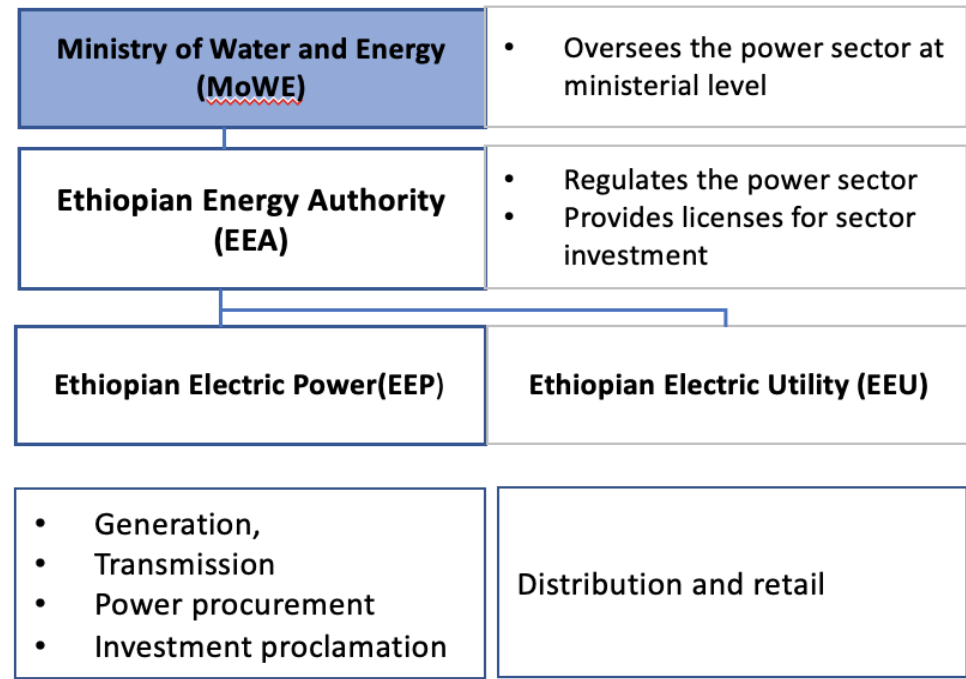 Ministry of Water and Energy
(MoWE)
• Oversees the power sector at
ministerial level
Ethiopian Energy Authority
(EEA)
• Regulates the power sector
• Provides licenses for sector
investment
Ethiopian Electric Power(EEP)
Ethiopian Electric Utility (EEU)
• Generation,
• Transmission
• Power procurement
• Investment proclamation
Distribution and retail